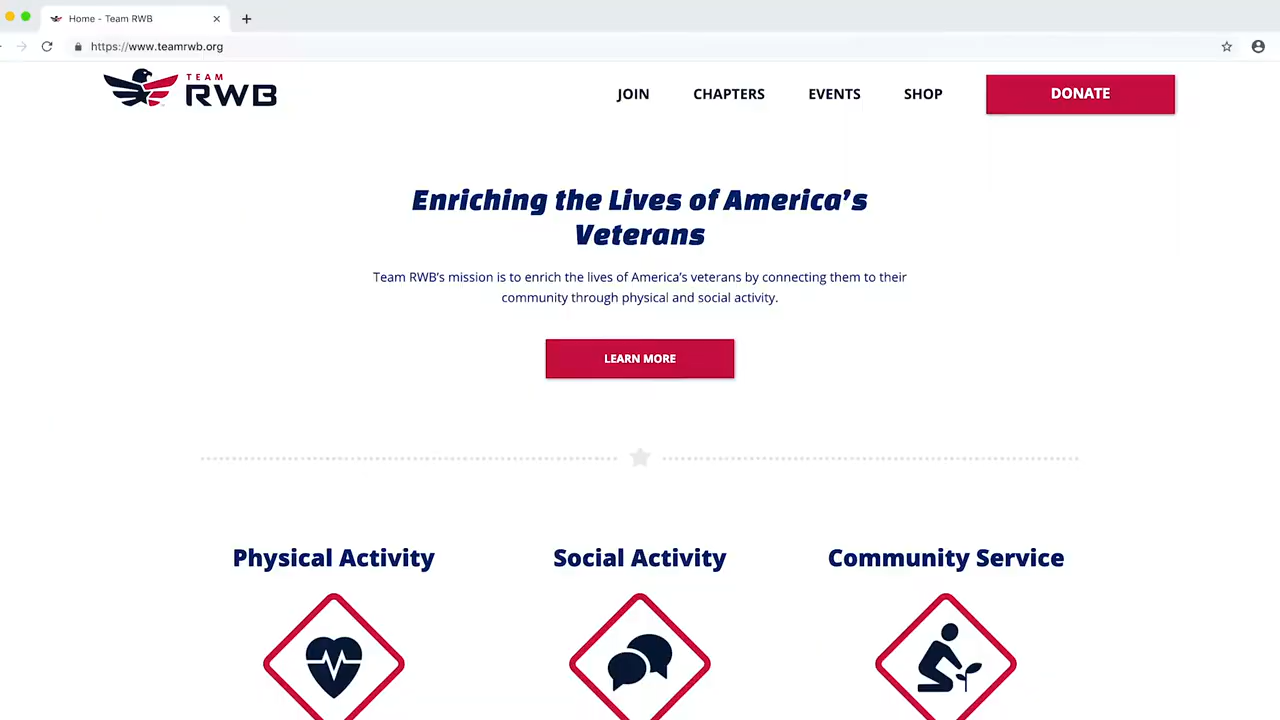 Home - Team RWB
https://www.teamrwb.org
TEAM
RWB
JOIN
CHAPTERS
EVENTS
SHOP
DONATE
Enriching the Lives of America’s
Veterans
Team RWB’s mission is to enrich the lives of America’s veterans by connecting them to their
community through physical and social activity.
LEARN MORE
Physical Activity
Social Activity
Community Service